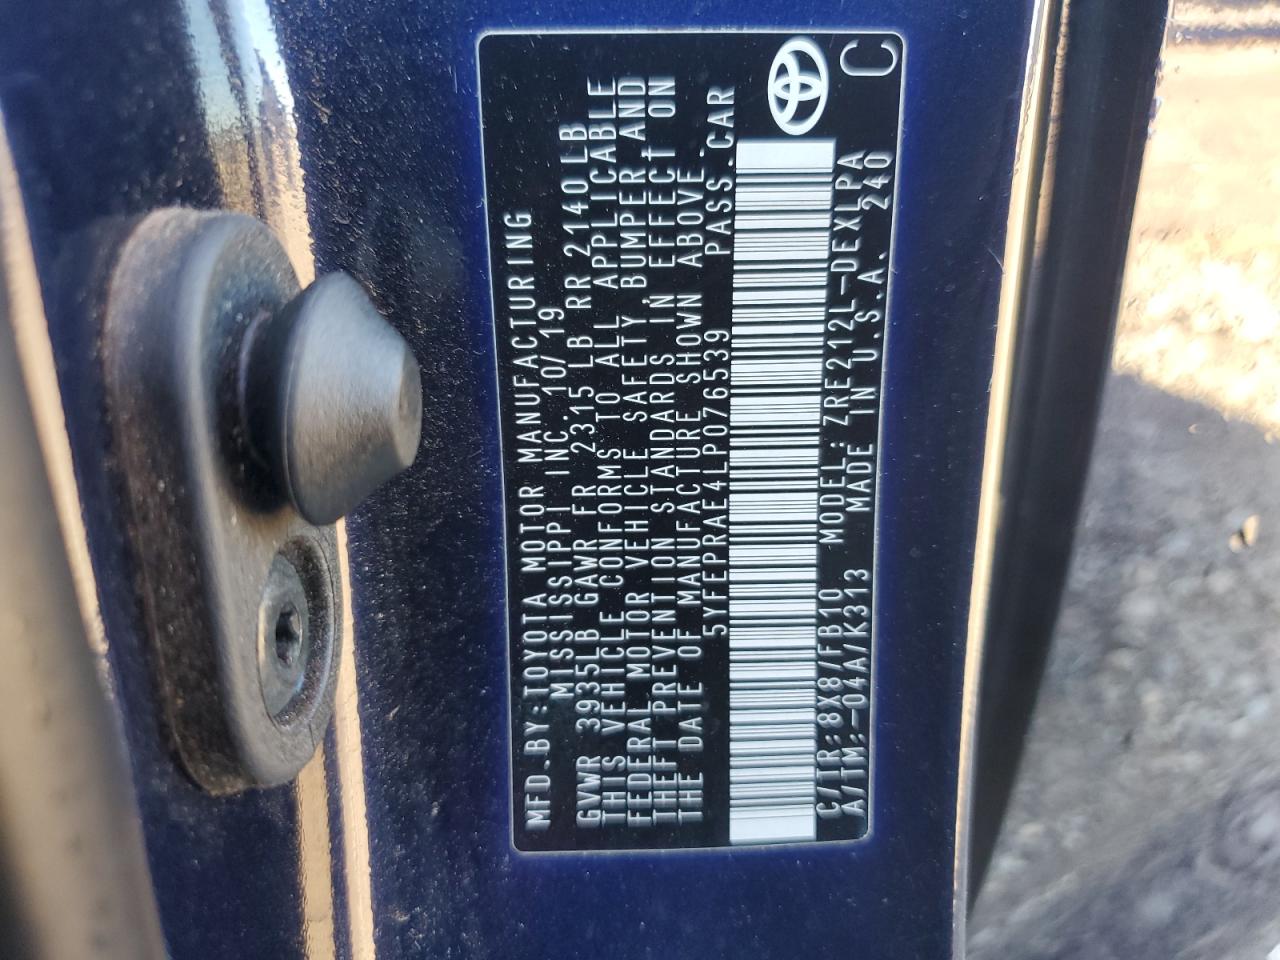 MFD.BY:TOYOTA MOTOR MANUFACTURING
MISSISSIPPI INC. 10/19
GVWR 3935LB GAWR FR 2315 LB RR 2140LB
THIS VEHICLE CONFORMS TO ALL APPLICABLE
FEDERAL MOTOR VEHICLE SAFETY, BUMPER AND
THEFT PREVENTION STANDARDS IN EFFECT ON
THE DATE OF MANUFACTURE SHOWN ABOVE.
5YFEPRAE4LP076539 PASS.CAR
C/TR:8X8/FB10 MODEL:ZRE212L-DEXLPA
A/TM:-04A/K313 MADE IN U.S.A. 240
C